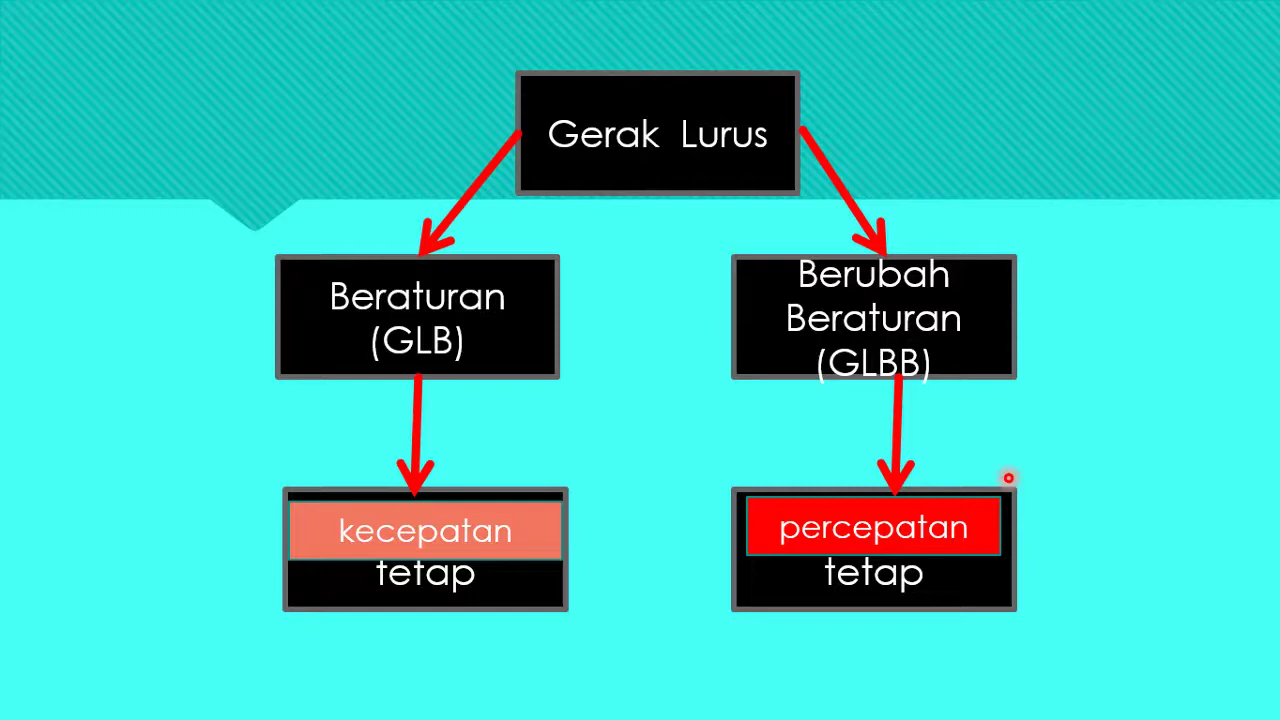 Gerak Lurus
Beraturan
(GLB)
Berubah
Beraturan
(GLBB)
kecepatan
tetap
percepatan
tetap